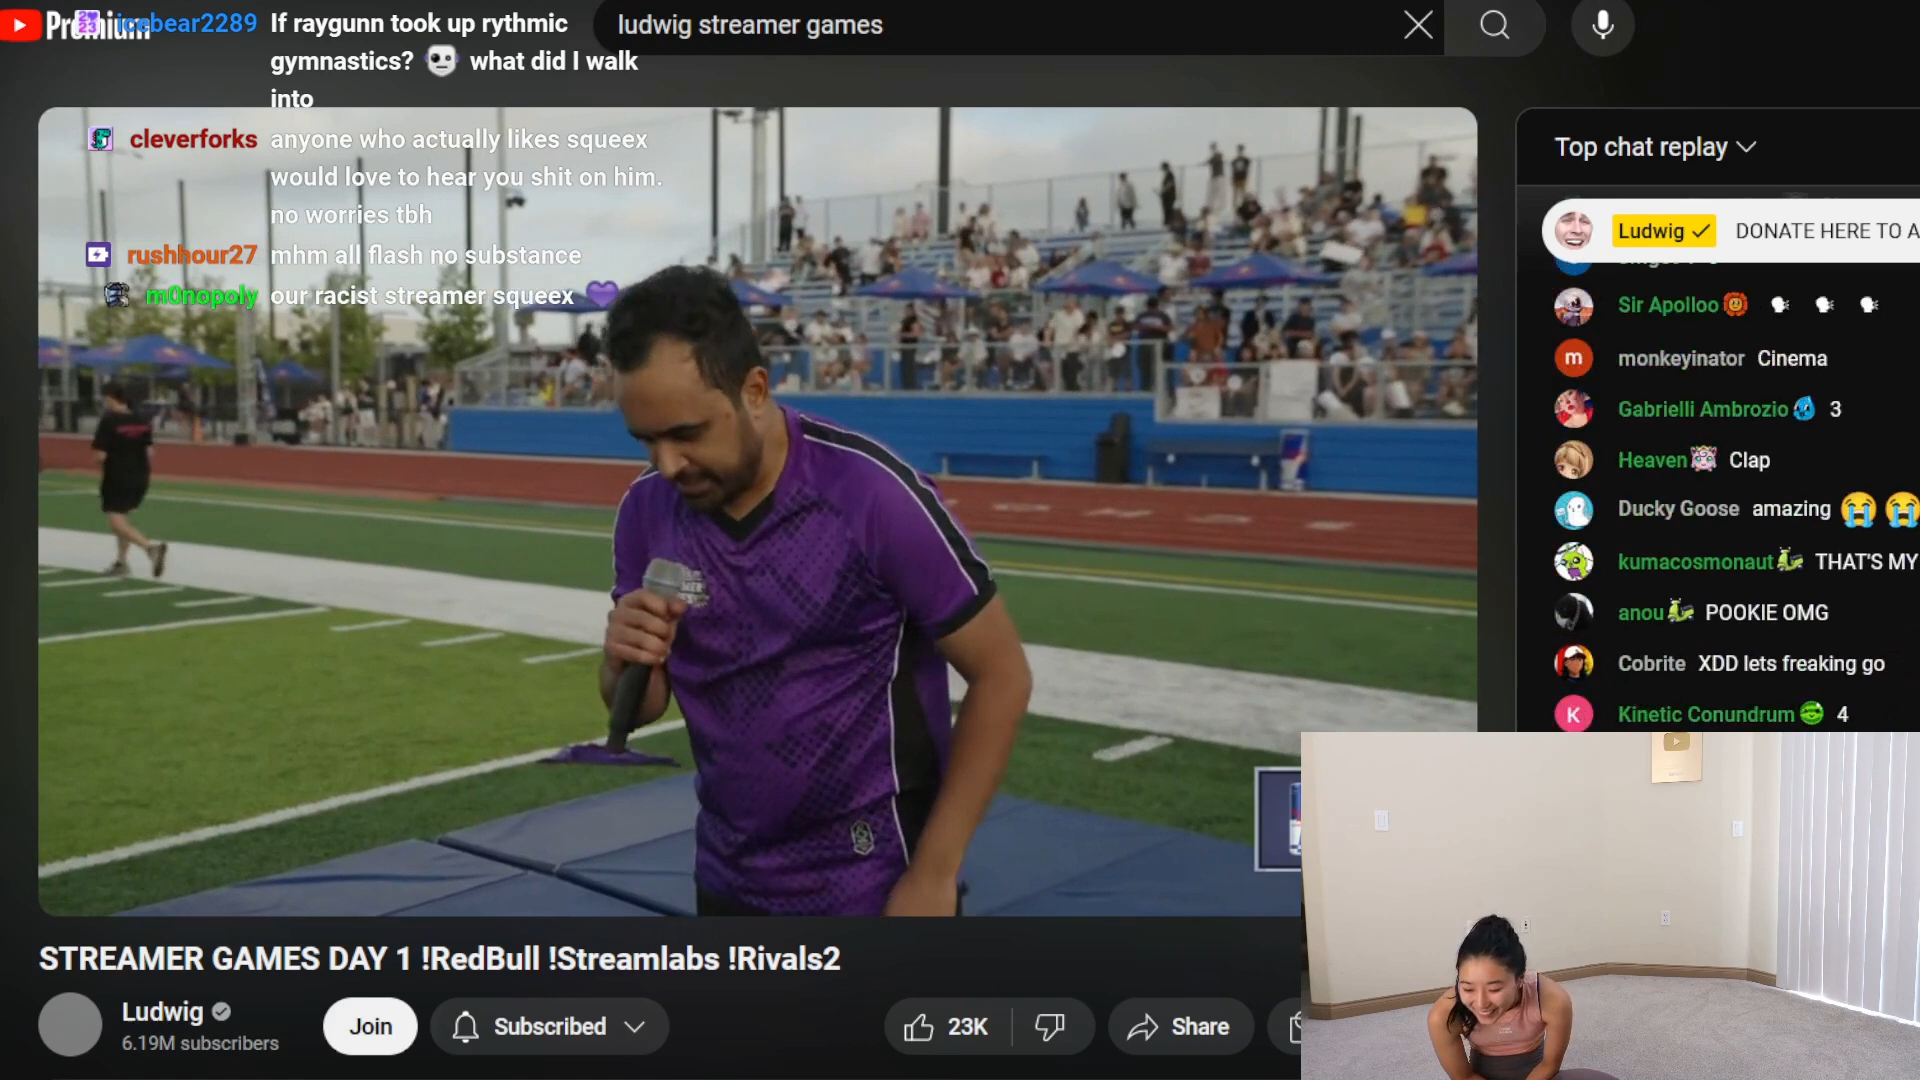 Premium
icebear2289 If raygunn took up rythmic
gymnastics? what did I walk
into
ludwig streamer games
cleverforks anyone who actually likes squeex
would love to hear you shit on him.
no worries tbh
rushhour27 mhm all flash no substance
m0nopoly our racist streamer squeex
Top chat replay
Ludwig DONATE HERE TO A
Sir Apolloo
m monkeyinator Cinema
Gabrielli Ambrozio 3
Heaven Clap
Ducky Goose amazing
kumacosmonaut THAT'S MY
anou POOKIE OMG
Cobrite XDD lets freaking go
K Kinetic Conundrum 4
STREAMER GAMES DAY 1 !RedBull !Streamlabs !Rivals2
Ludwig
6.19M subscribers
Join
Subscribed
23K
Share